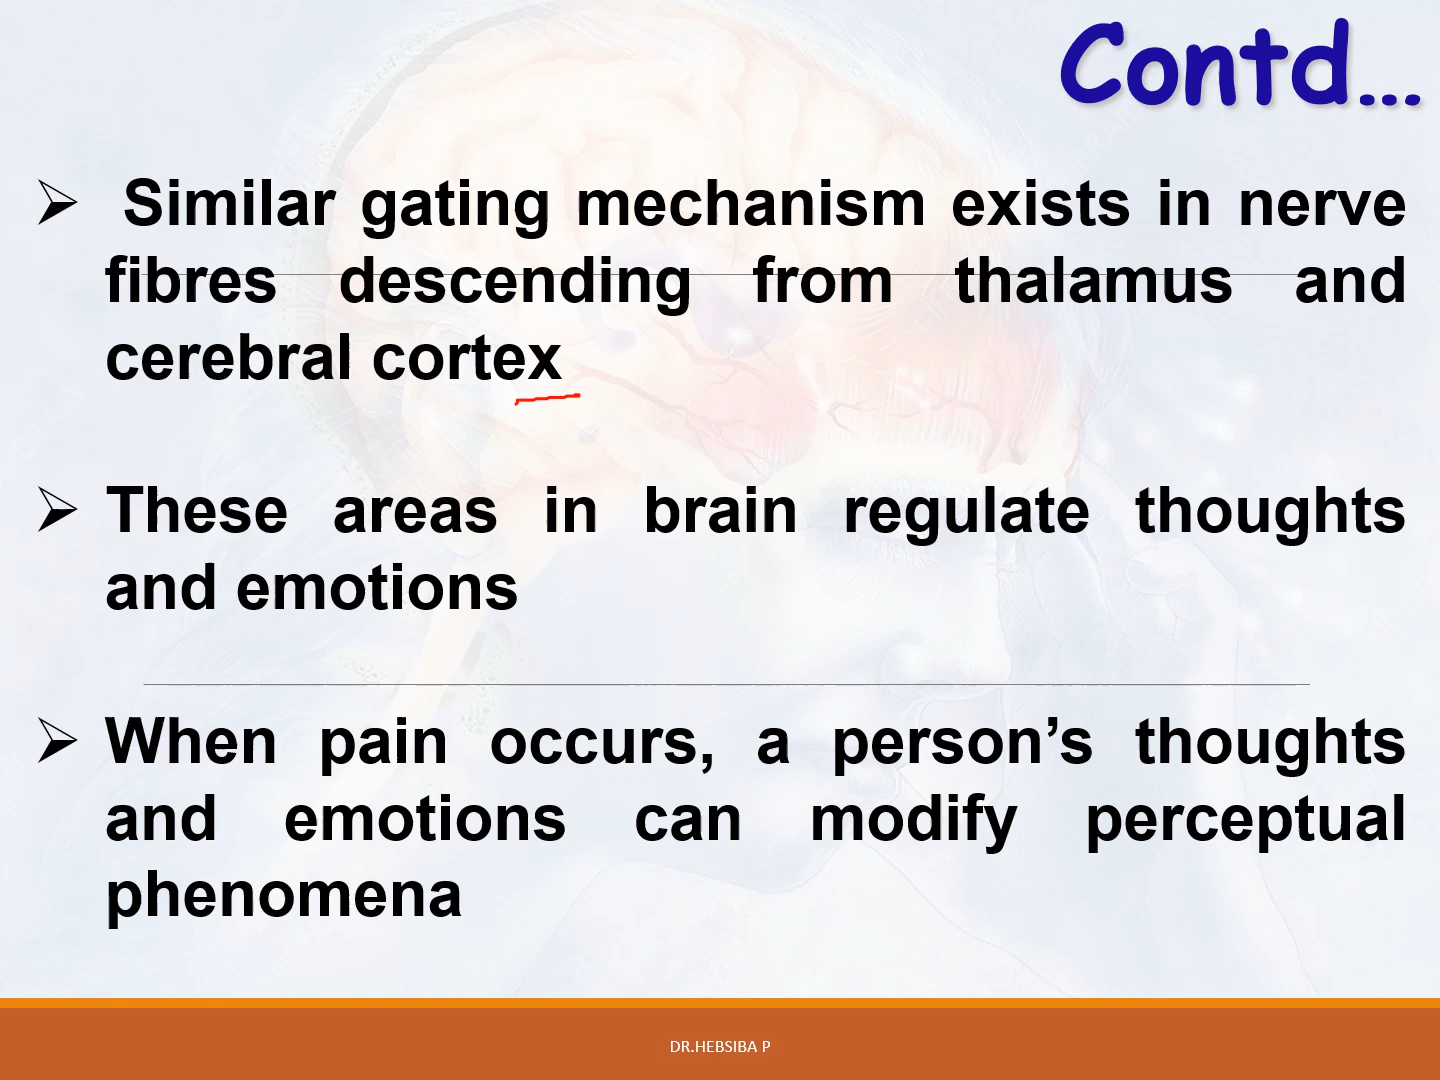 Contd...
➢ Similar gating mechanism exists in nerve
fibres descending from thalamus and
cerebral cortex
➢ These areas in brain regulate thoughts
and emotions
➢ When pain occurs, a person’s thoughts
and emotions can modify perceptual
phenomena
DR.HEBSIBA P